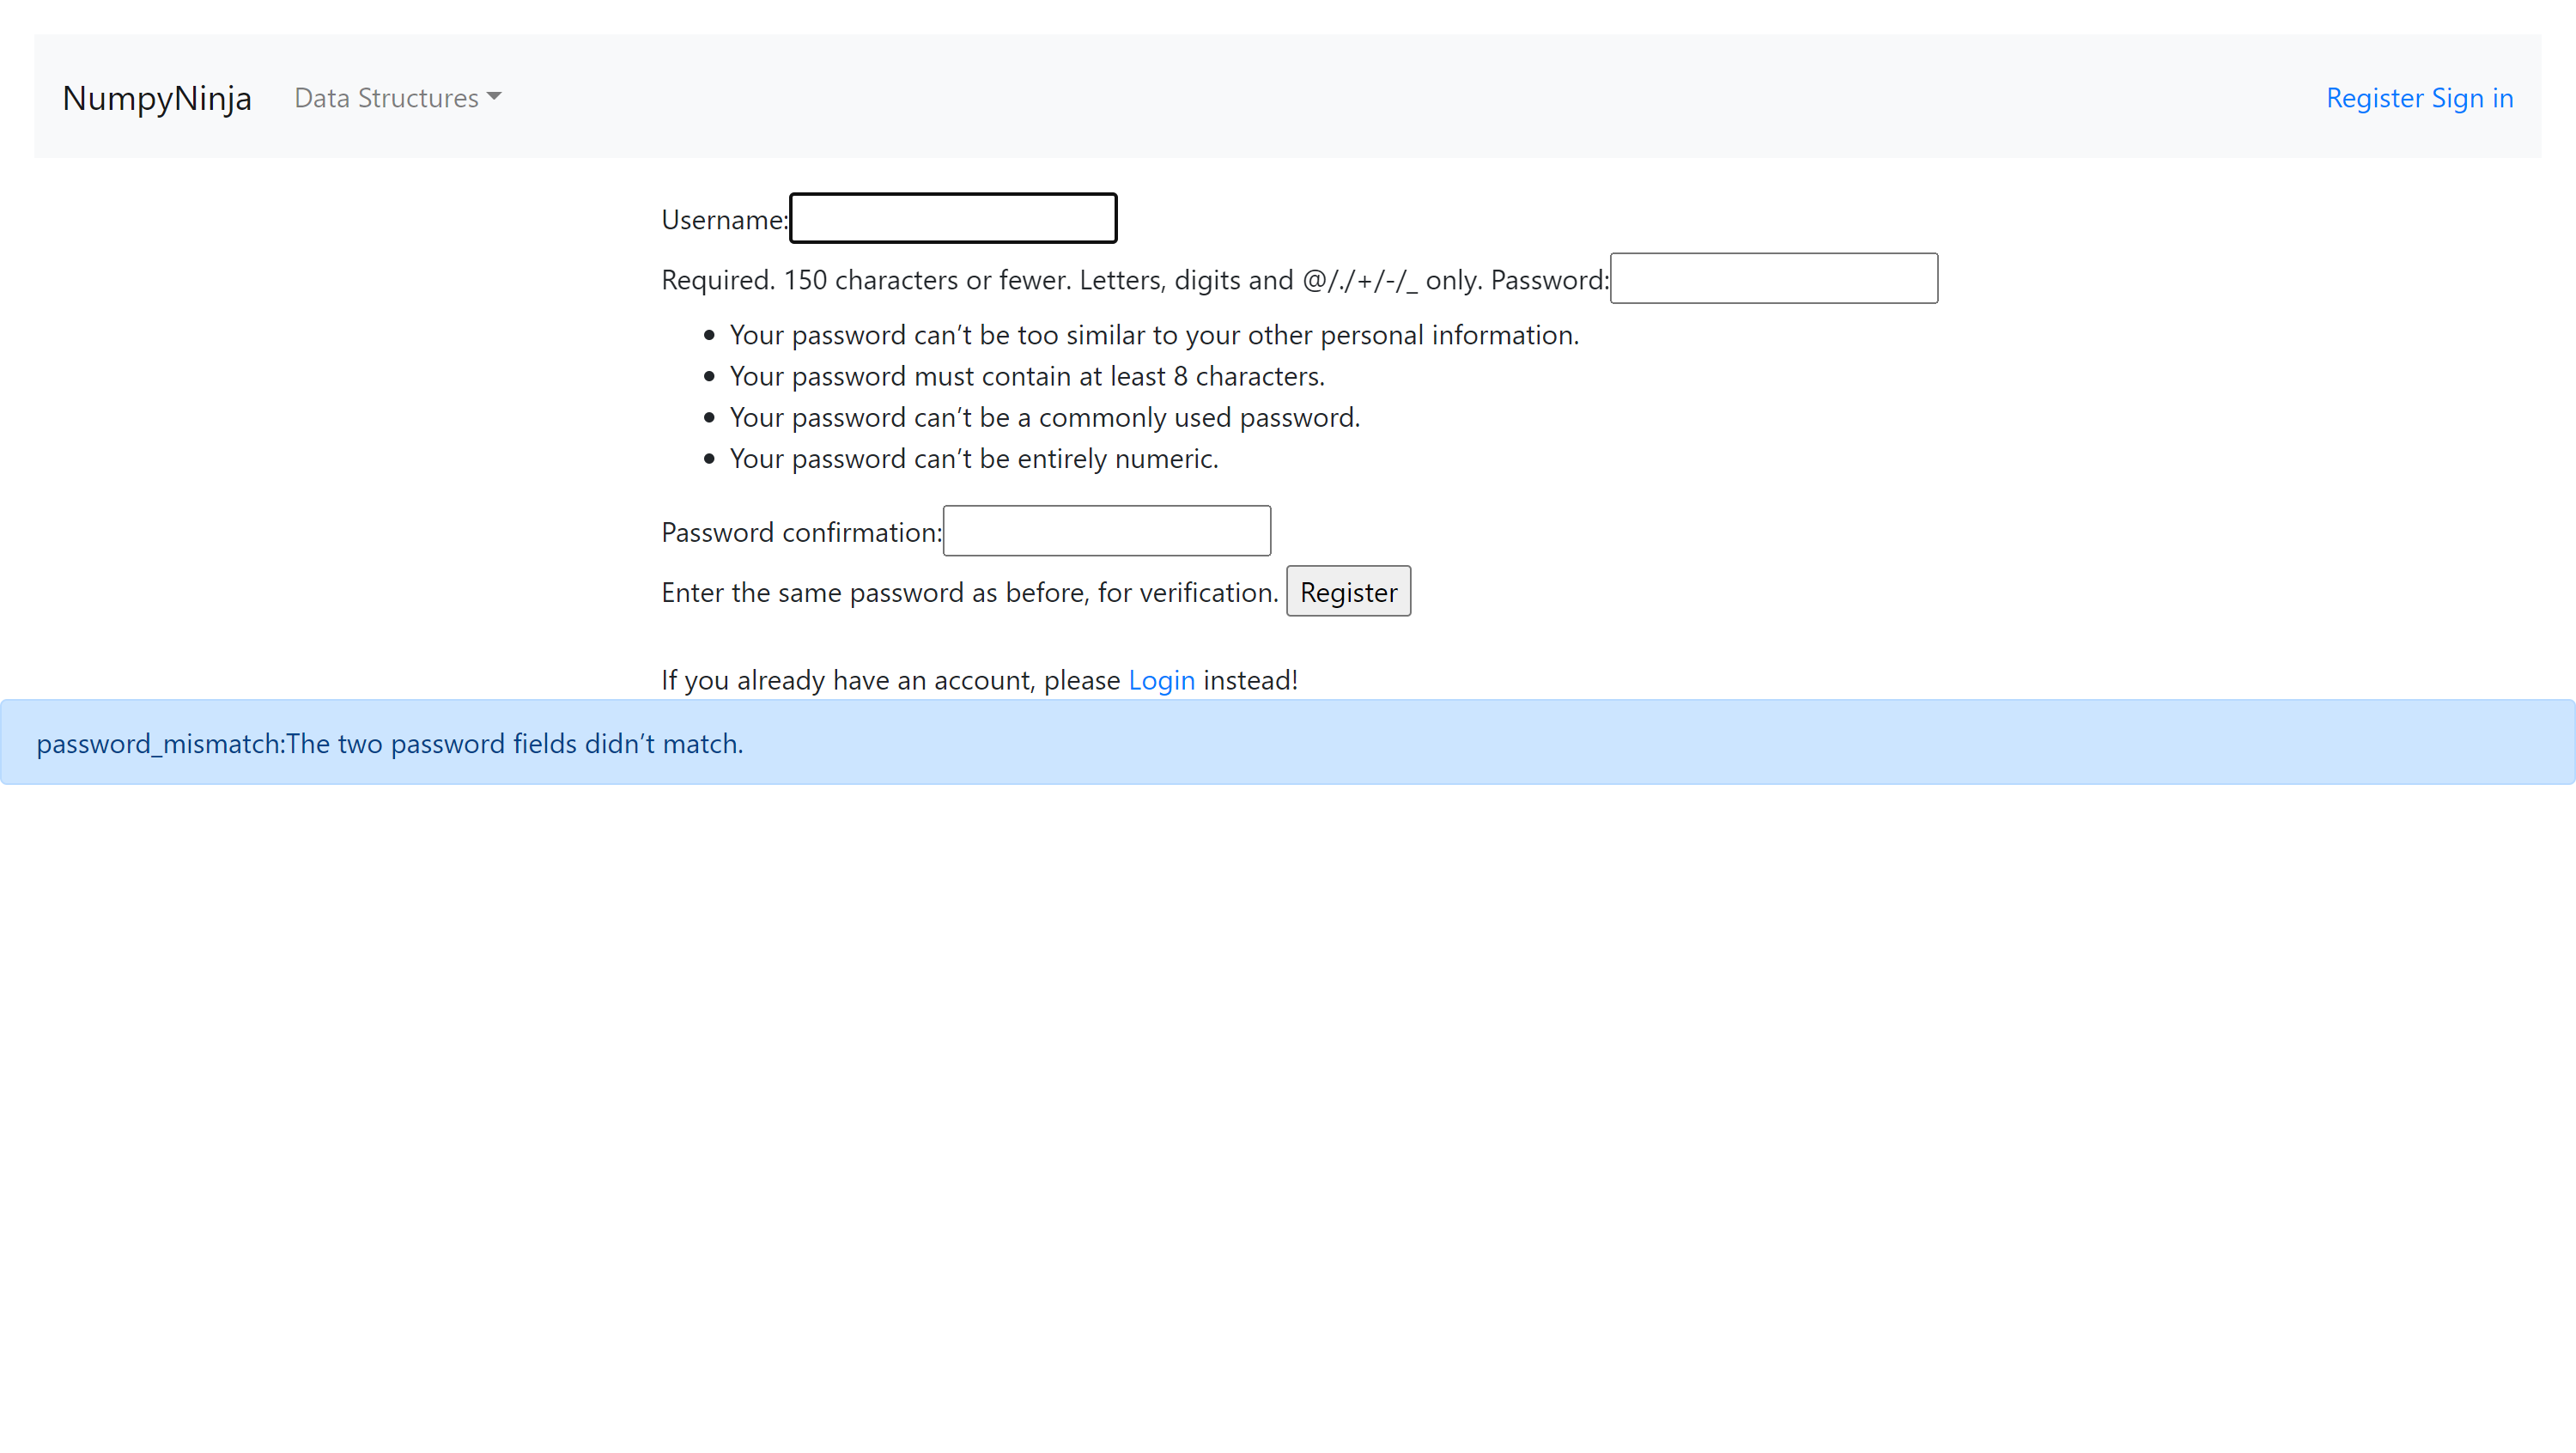 NumpyNinja Data Structures Register Sign in
Username:
Required. 150 characters or fewer. Letters, digits and @/./+/-/_ only. Password:
• Your password can’t be too similar to your other personal information.
• Your password must contain at least 8 characters.
• Your password can’t be a commonly used password.
• Your password can’t be entirely numeric.
Password confirmation:
Enter the same password as before, for verification. Register
If you already have an account, please Login instead!
password_mismatch:The two password fields didn’t match.